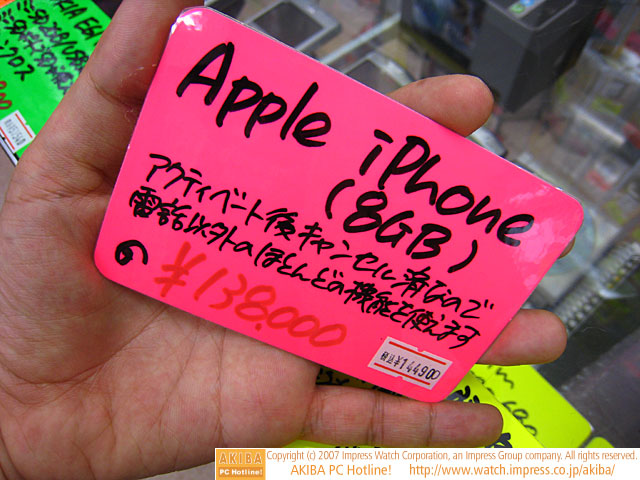 Apple iPhone
(8GB)
アクティベート後キャンセル済なので
電話以外のほとんどの機能を使えます
¥138.000
税込¥144900
AKIBA
PC Hotline!
Copyright (c) 2007 Impress Watch Corporation, an Impress Group company. All rights reserved.
AKIBA PC Hotline! http://www.watch.impress.co.jp/akiba/